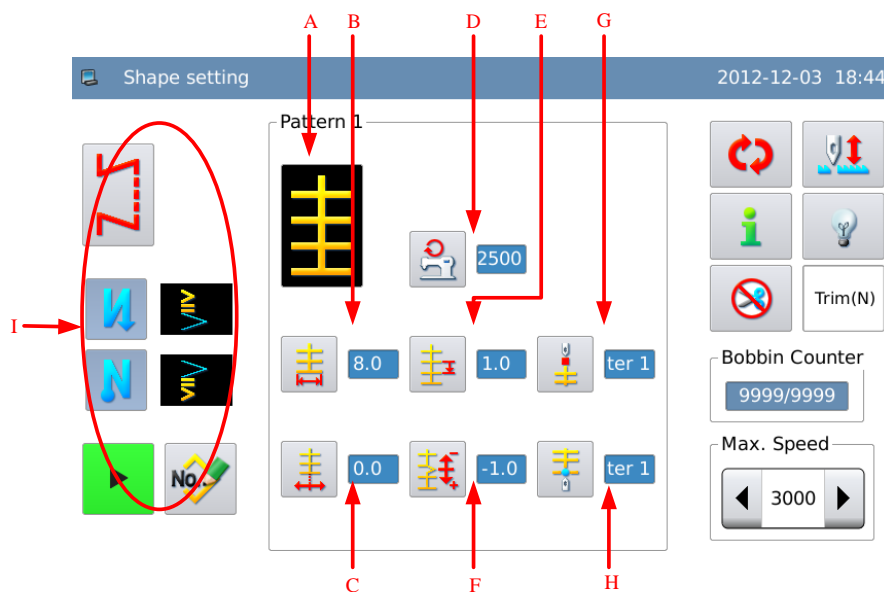 A B D E G
Shape setting 2012-12-03 18:44
Pattern 1
2500
Trim(N)
I
8.0 1.0 ter 1
Bobbin Counter
9999/9999
Max. Speed
No.
0.0 -1.0 ter 1
3000
C F H